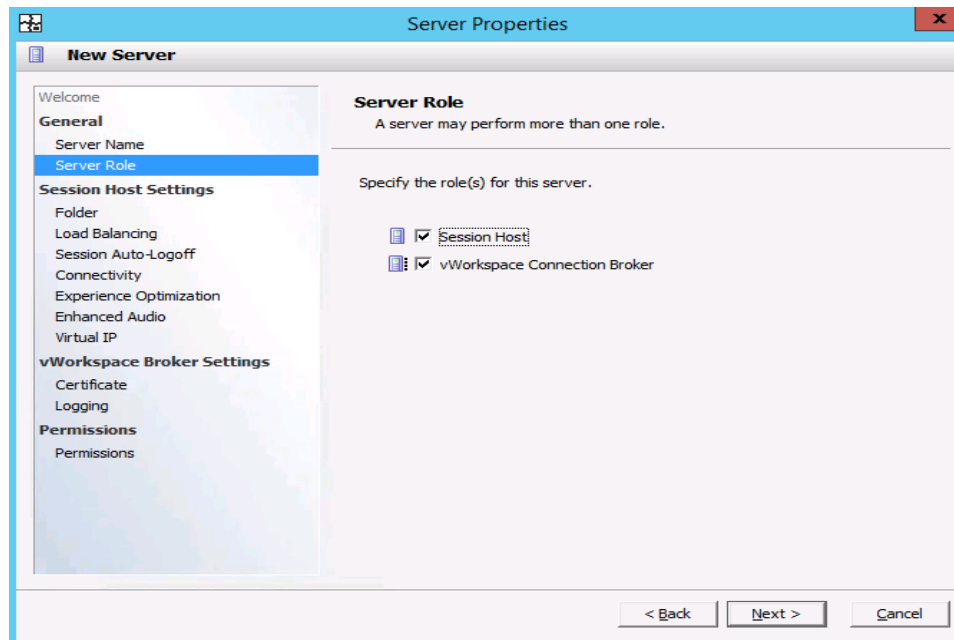 Server Properties
x
New Server
Welcome
General
Server Name
Server Role
Session Host Settings
Folder
Load Balancing
Session Auto-Logoff
Connectivity
Experience Optimization
Enhanced Audio
Virtual IP
vWorkspace Broker Settings
Certificate
Logging
Permissions
Permissions
Server Role
A server may perform more than one role.
Specify the role(s) for this server.
Session Host
vWorkspace Connection Broker
< Back
Next >
Cancel